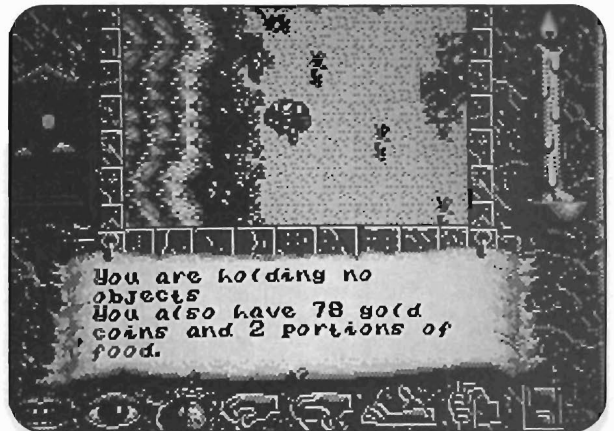 You are holding no
objects
You also have 78 gold
coins and 2 portions of
food.